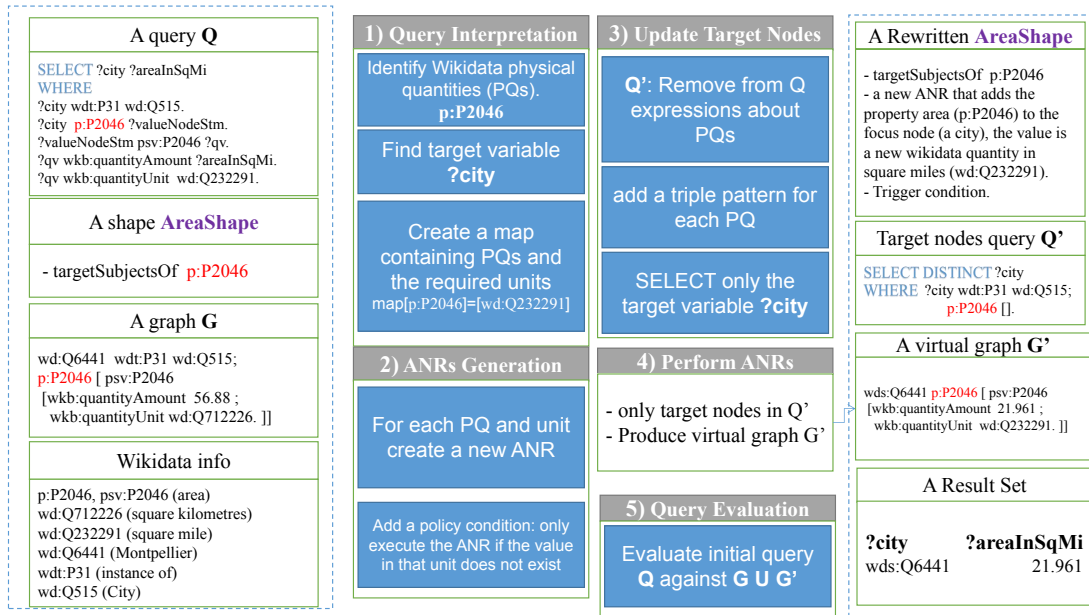 A query Q
SELECT ?city ?areaInSqMi
WHERE
?city wdt:P31 wd:Q515.
?city p:P2046 ?valueNodeStm.
?valueNodeStm psv:P2046 ?qv.
?qv wkb:quantityAmount ?areaInSqMi.
?qv wkb:quantityUnit wd:Q232291.
A shape AreaShape
- targetSubjectsOf p:P2046
A graph G
wd:Q6441 wdt:P31 wd:Q515;
p:P2046 [ psv:P2046
[wkb:quantityAmount 56.88 ;
wkb:quantityUnit wd:Q712226. ]]
Wikidata info
p:P2046, psv:P2046 (area)
wd:Q712226 (square kilometres)
wd:Q232291 (square mile)
wd:Q6441 (Montpellier)
wdt:P31 (instance of)
wd:Q515 (City)
1) Query Interpretation
Identify Wikidata physical
quantities (PQs).
p:P2046
Find target variable
?city
Create a map
containing PQs and
the required units
map[p:P2046]=[wd:Q232291]
2) ANRs Generation
For each PQ and unit
create a new ANR
Add a policy condition: only
execute the ANR if the value
in that unit does not exist
3) Update Target Nodes
Q’: Remove from Q
expressions about
PQs
add a triple pattern for
each PQ
SELECT only the
target variable ?city
4) Perform ANRs
- only target nodes in Q’
- Produce virtual graph G’
5) Query Evaluation
Evaluate initial query
Q against G U G’
A Rewritten AreaShape
- targetSubjectsOf p:P2046
- a new ANR that adds the
property area (p:P2046) to the
focus node (a city), the value is
a new wikidata quantity in
square miles (wd:Q232291).
- Trigger condition.
Target nodes query Q’
SELECT DISTINCT ?city
WHERE ?city wdt:P31 wd:Q515;
p:P2046 [].
A virtual graph G’
wds:Q6441 p:P2046 [ psv:P2046
[wkb:quantityAmount 21.961 ;
wkb:quantityUnit wd:Q232291. ]]
A Result Set
?city ?areaInSqMi
wds:Q6441 21.961